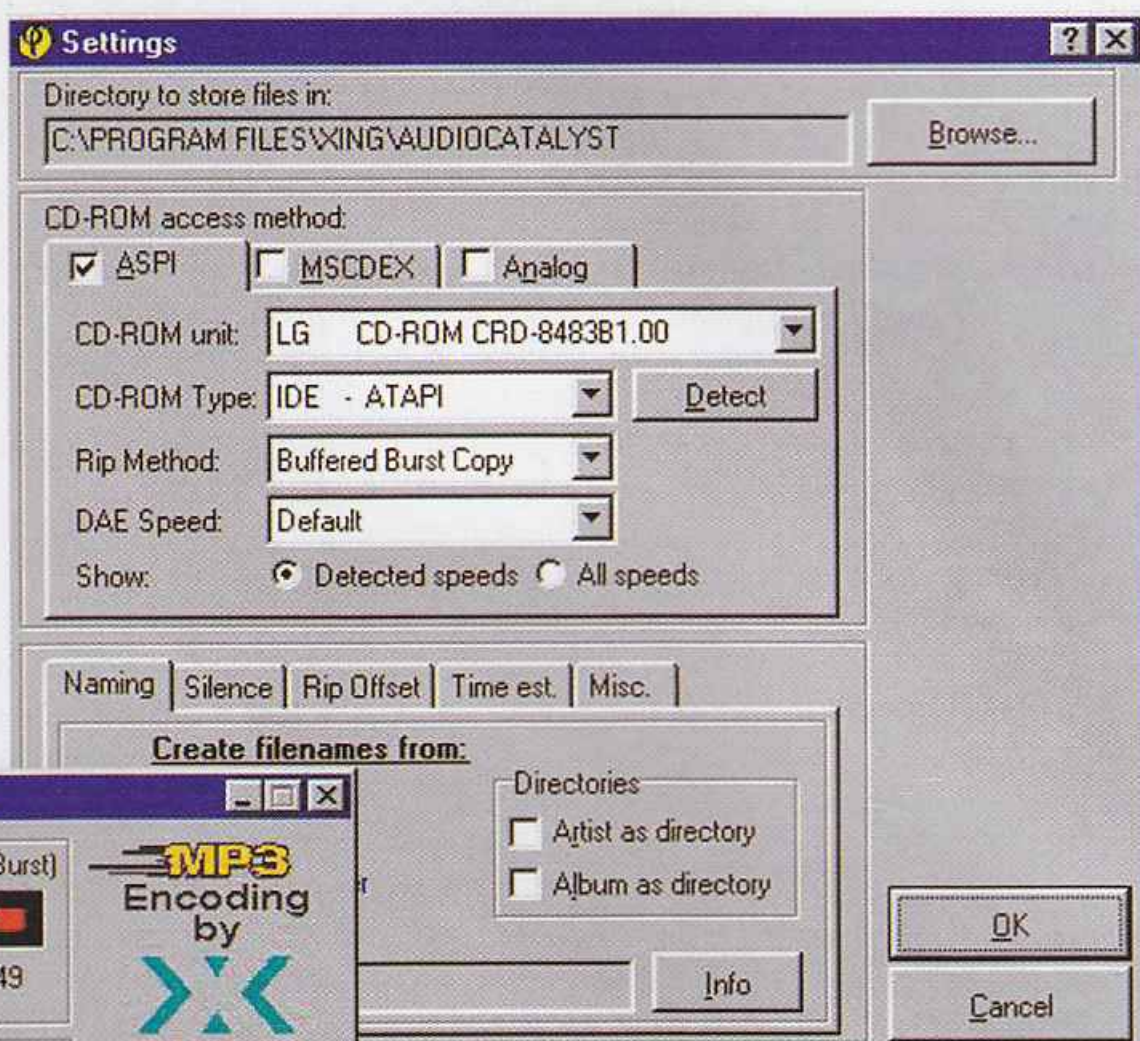 Settings
Directory to store files in:
C:\PROGRAM FILES\XING\AUDIOCATALYST
Browse...
CD-ROM access method:
ASPI
MSCDEX
Analog
CD-ROM unit: LG CD-ROM CRD-8483B1.00
CD-ROM Type: IDE - ATAPI
Detect
Rip Method: Buffered Burst Copy
DAE Speed: Default
Show: Detected speeds All speeds
Naming Silence Rip Offset Time est. Misc.
Create filenames from:
Directories
Artist as directory
Album as directory
Info
OK
Cancel
Burst)
MP3
Encoding
by
49